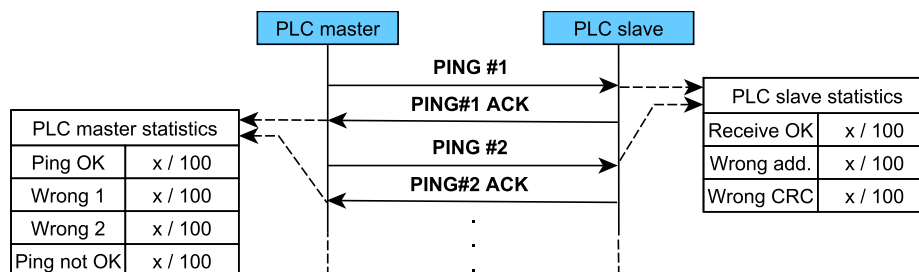 PLC master
PLC slave
PING #1
PING#1 ACK
PING #2
PING#2 ACK
.
.
PLC master statistics
Ping OK x / 100
Wrong 1 x / 100
Wrong 2 x / 100
Ping not OK x / 100
PLC slave statistics
Receive OK x / 100
Wrong add. x / 100
Wrong CRC x / 100